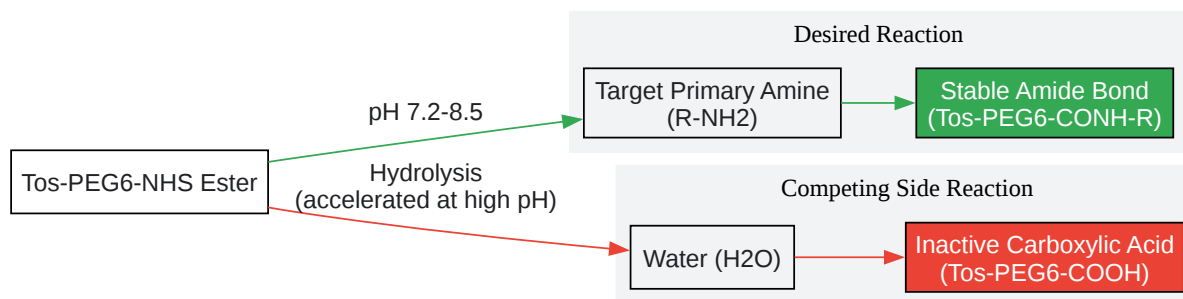 Desired Reaction
Target Primary Amine
(R-NH2)
Stable Amide Bond
(Tos-PEG6-CONH-R)
pH 7.2-8.5
Tos-PEG6-NHS Ester
Hydrolysis
(accelerated at high pH)
Competing Side Reaction
Water (H2O)
Inactive Carboxylic Acid
(Tos-PEG6-COOH)